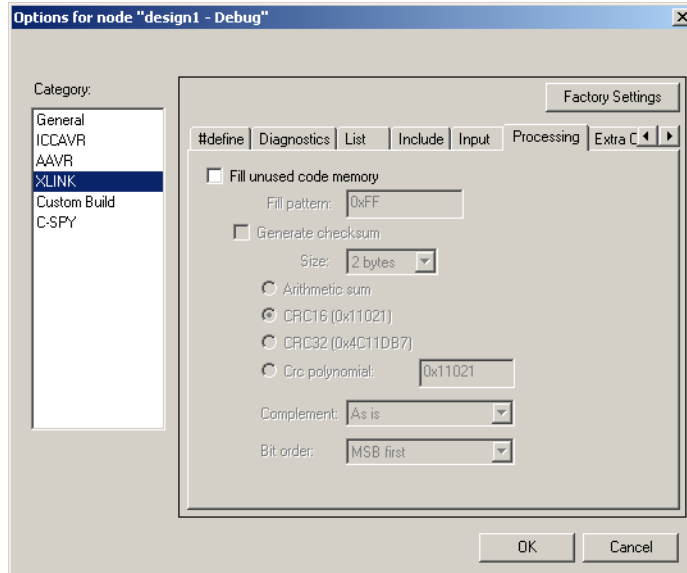 Options for node "design1 - Debug"
Category:
General
ICCAVR
AAVR
XLINK
Custom Build
C-SPY
Factory Settings
#define Diagnostics List Include Input Processing Extra
Fill unused code memory
Fill pattern: 0xFF
Generate checksum
Size: 2 bytes
Arithmetic sum
CRC16 (0x11021)
CRC32 (0x4C11DB7)
Crc polynomial: 0x11021
Complement: As is
Bit order: MSB first
OK Cancel